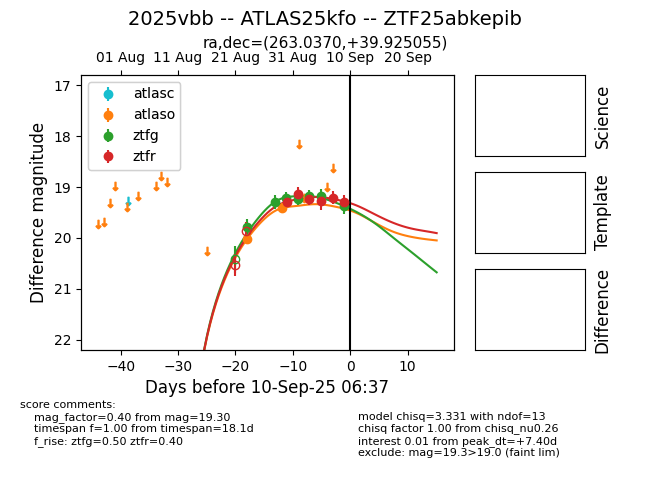 2025vbb -- ATLAS25kfo -- ZTF25abkepib
ra,dec=(263.0370,+39.925055)
01 Aug 11 Aug 21 Aug 31 Aug 10 Sep 20 Sep
atlasc
atlaso
ztfg
ztfr
17
18
19
20
21
22
Difference magnitude
−40 −30 −20 −10 0 10
Days before 10-Sep-25 06:37
Science
Template
Difference
score comments:
mag_factor=0.40 from mag=19.30
timespan f=1.00 from timespan=18.1d
f_rise: ztfg=0.50 ztfr=0.40
model chisq=3.331 with ndof=13
chisq factor 1.00 from chisq_nu0.26
interest 0.01 from peak_dt=+7.40d
exclude: mag=19.3>19.0 (faint lim)